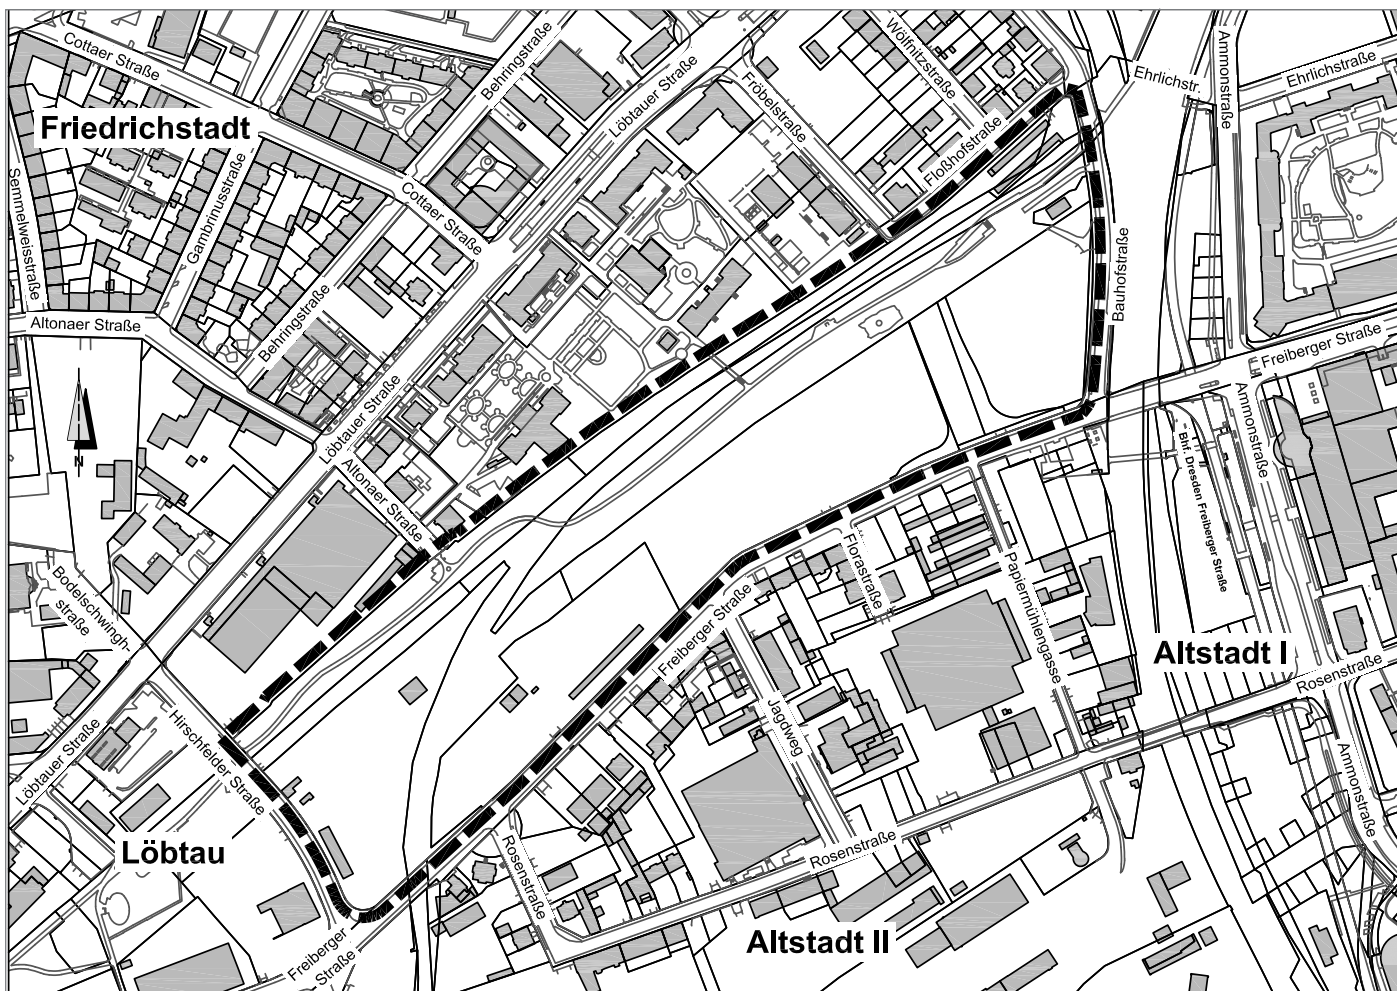 Cottaer Straße
Behringstraße
Löbtauer Straße
Wölfnitzstraße
Fröbelstraße
Ehrlichstr.
Ammonstraße
Ehrlichstraße
Friedrichstadt
Semmelweisstraße
Gambrinusstraße
Cottaer Straße
Floßhofstraße
Bauhofstraße
Altonaer Straße
Behringstraße
Löbtauer Straße
Freiberger Straße
Ammonstraße
Bhf. Dresden Freiberger Straße
N
Altonaer Straße
Bodelschwingh-
straße
Florastraße
Papiermühlengasse
Freiberger Straße
Altstadt I
Rosenstraße
Jagdweg
Hirschfelder Straße
Löbtauer Straße
Ammonstraße
Löbtau
Rosenstraße
Rosenstraße
Altstadt II
Freiberger
Straße